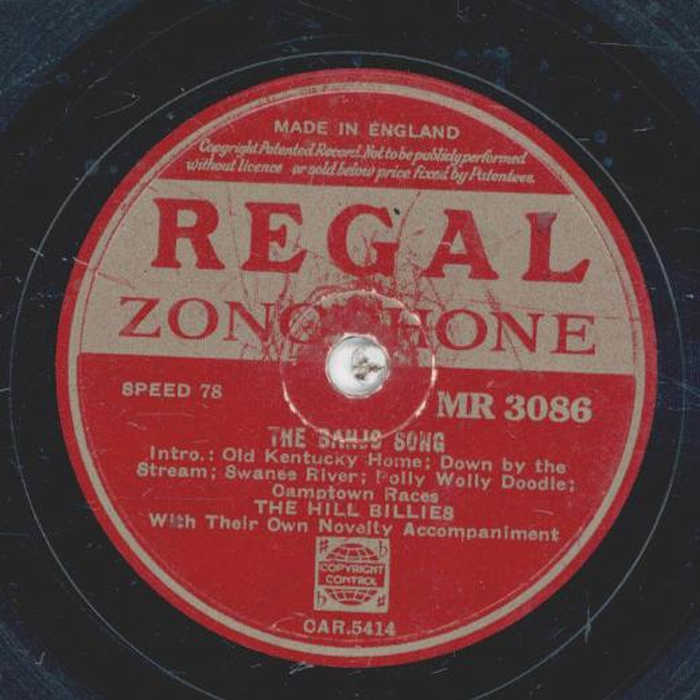 MADE IN ENGLAND
Copyright Patented Record. Not to be publicly performed
without licence or sold below price fixed by Patentees.
REGAL
ZONOPHONE
SPEED 78
MR 3086
THE BANJO SONG
Intro.: Old Kentucky Home; Down by the
Stream; Swanee River; Polly Wolly Doodle;
Camptown Races
THE HILL BILLIES
With Their Own Novelty Accompaniment
COPYRIGHT
CONTROL
CAR.5414